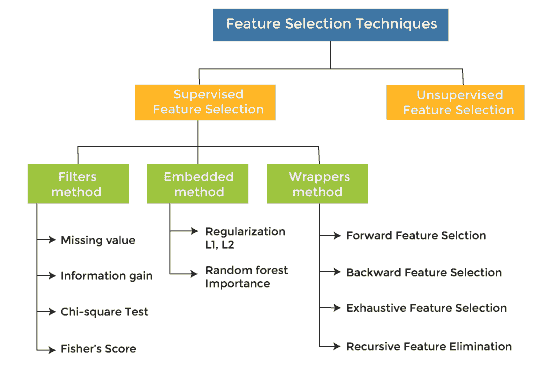 Feature Selection Techniques
Supervised
Feature Selection
Unsupervised
Feature Selection
Filters
method
Embedded
method
Wrappers
method
Missing value
Information gain
Chi-square Test
Fisher's Score
Regularization
L1, L2
Random forest
Importance
Forward Feature Selction
Backward Feature Selection
Exhaustive Feature Selection
Recursive Feature Elimination